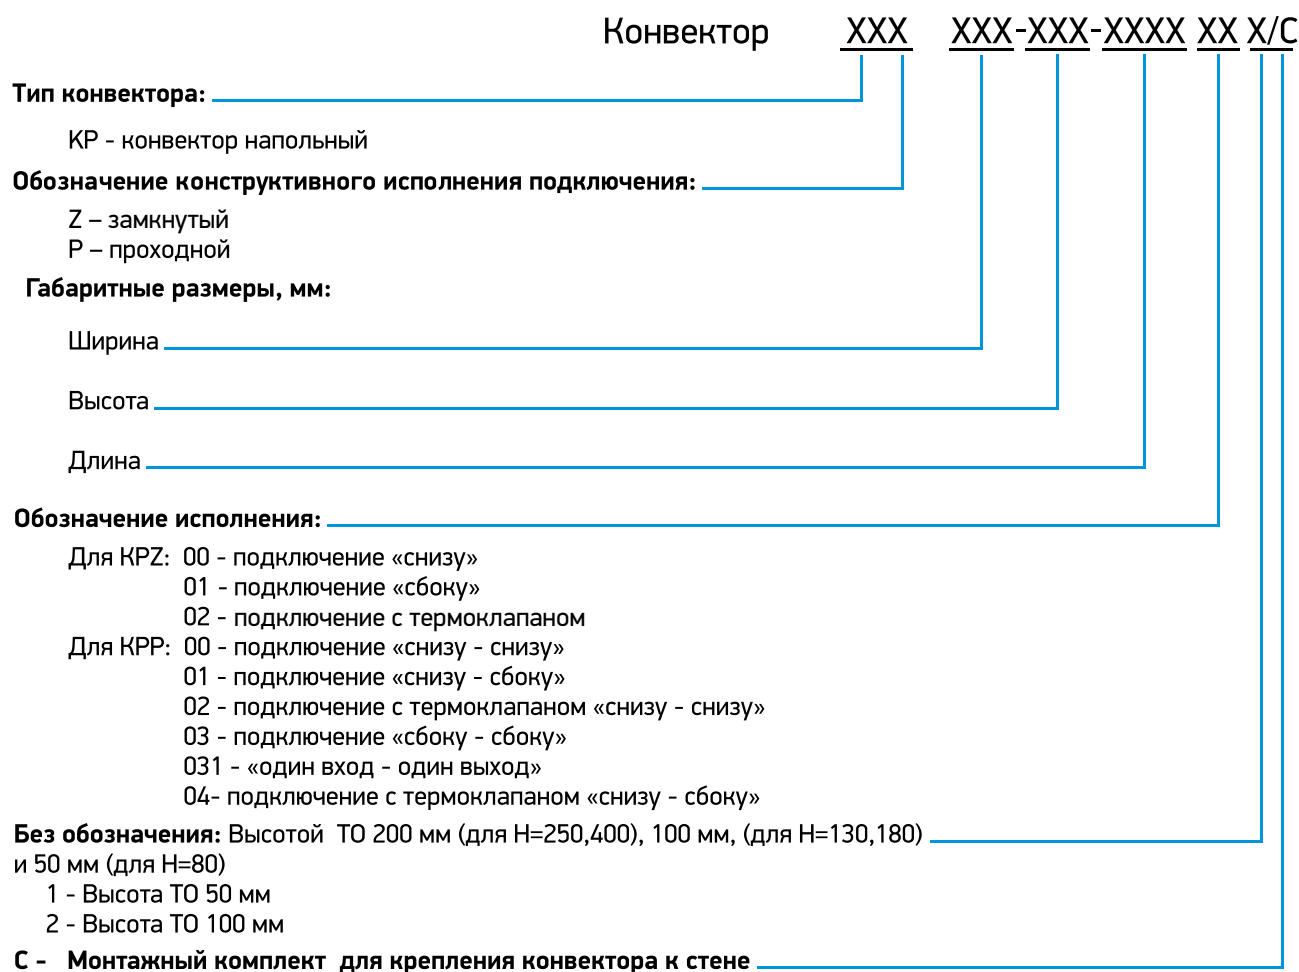 Конвектор XXX XXX-XXX-XXXX XX X/C
Тип конвектора:
KP - конвектор напольный
Обозначение конструктивного исполнения подключения:
Z – замкнутый
P – проходной
Габаритные размеры, мм:
Ширина
Высота
Длина
Обозначение исполнения:
Для KPZ: 00 - подключение «снизу»
01 - подключение «сбоку»
02 - подключение с термоклапаном
Для KPP: 00 - подключение «снизу - снизу»
01 - подключение «снизу - сбоку»
02 - подключение с термоклапаном «снизу - снизу»
03 - подключение «сбоку - сбоку»
031 - «один вход - один выход»
04- подключение с термоклапаном «снизу - сбоку»
Без обозначения: Высотой ТО 200 мм (для H=250,400), 100 мм, (для H=130,180)
и 50 мм (для H=80)
1 - Высота ТО 50 мм
2 - Высота ТО 100 мм
С - Монтажный комплект для крепления конвектора к стене